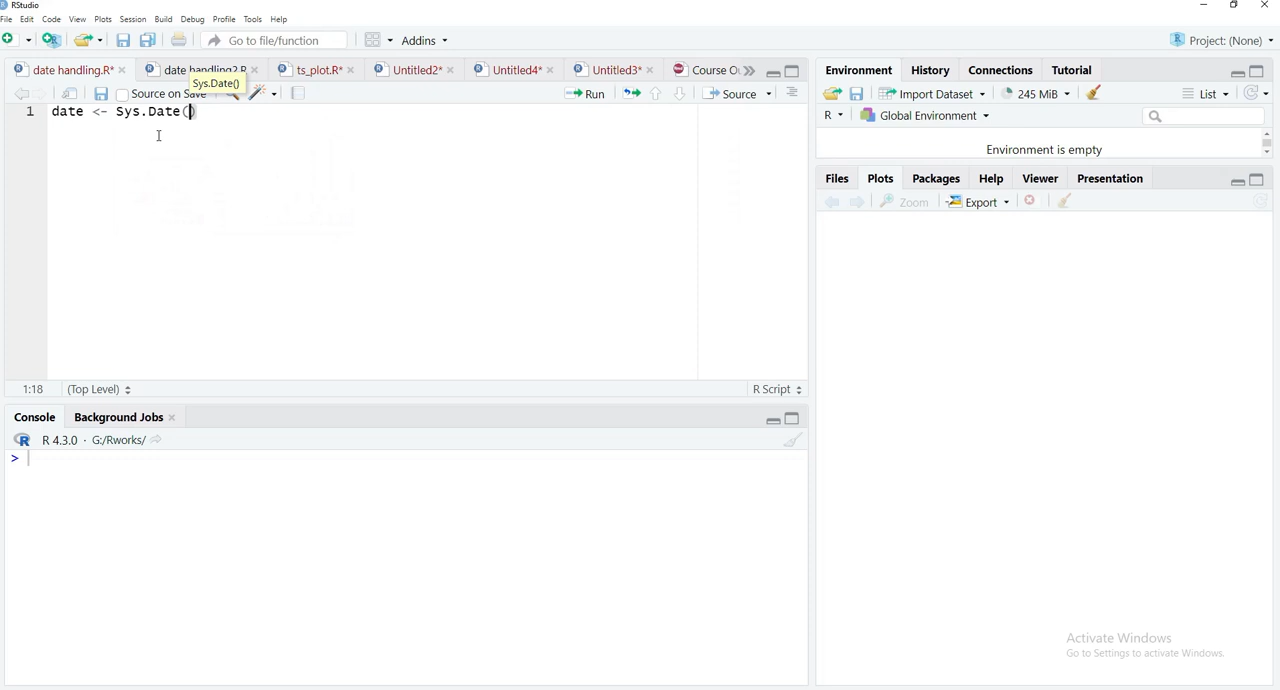 RStudio
File Edit Code View Plots Session Build Debug Profile Tools Help
Go to file/function Addins Project: (None)
date handling.R* date handling2.R ts_plot.R* Untitled2* Untitled4* Untitled3* Course
Sys.Date()
Source on Save Run Source
1 date <- Sys.Date()
1:18 (Top Level) R Script
Console Background Jobs
R 4.3.0 · G:/Rworks/
>
Environment History Connections Tutorial
Import Dataset 245 MiB List
R Global Environment
Environment is empty
Files Plots Packages Help Viewer Presentation
Zoom Export
Activate Windows
Go to Settings to activate Windows.